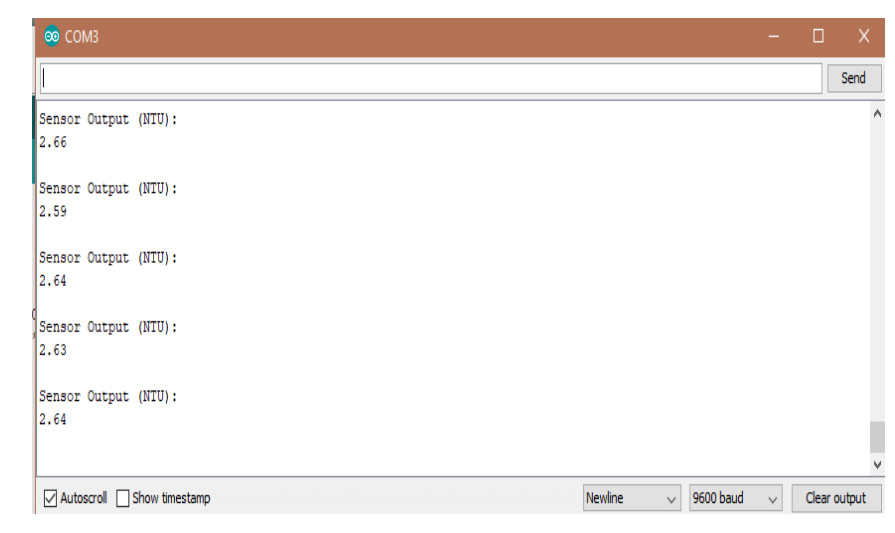 COM3
Send
Sensor Output (NTU):
2.66
Sensor Output (NTU):
2.59
Sensor Output (NTU):
2.64
Sensor Output (NTU):
2.63
Sensor Output (NTU):
2.64
Autoscroll Show timestamp Newline 9600 baud Clear output